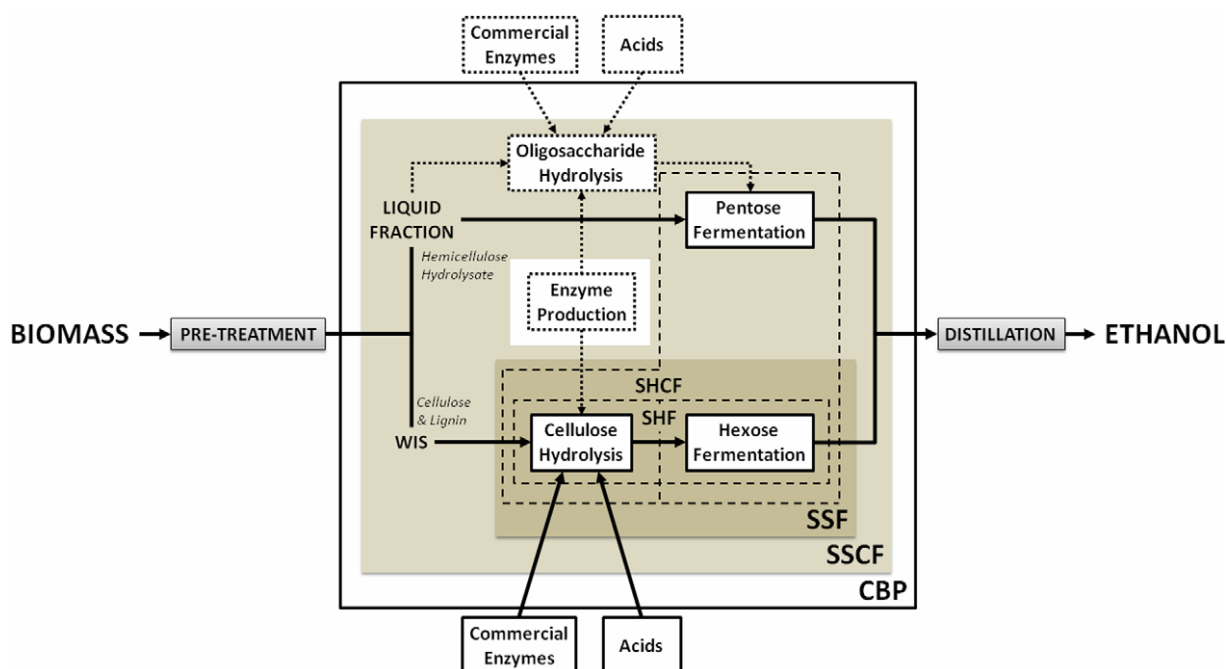 Commercial
Enzymes
Acids
Oligosaccharide
Hydrolysis
LIQUID
FRACTION
Pentose
Fermentation
Hemicellulose
Hydrolysate
Enzyme
Production
BIOMASS
PRE-TREATMENT
DISTILLATION
ETHANOL
SHCF
Cellulose
& Lignin
SHF
WIS
Cellulose
Hydrolysis
Hexose
Fermentation
SSF
SSCF
CBP
Commercial
Enzymes
Acids